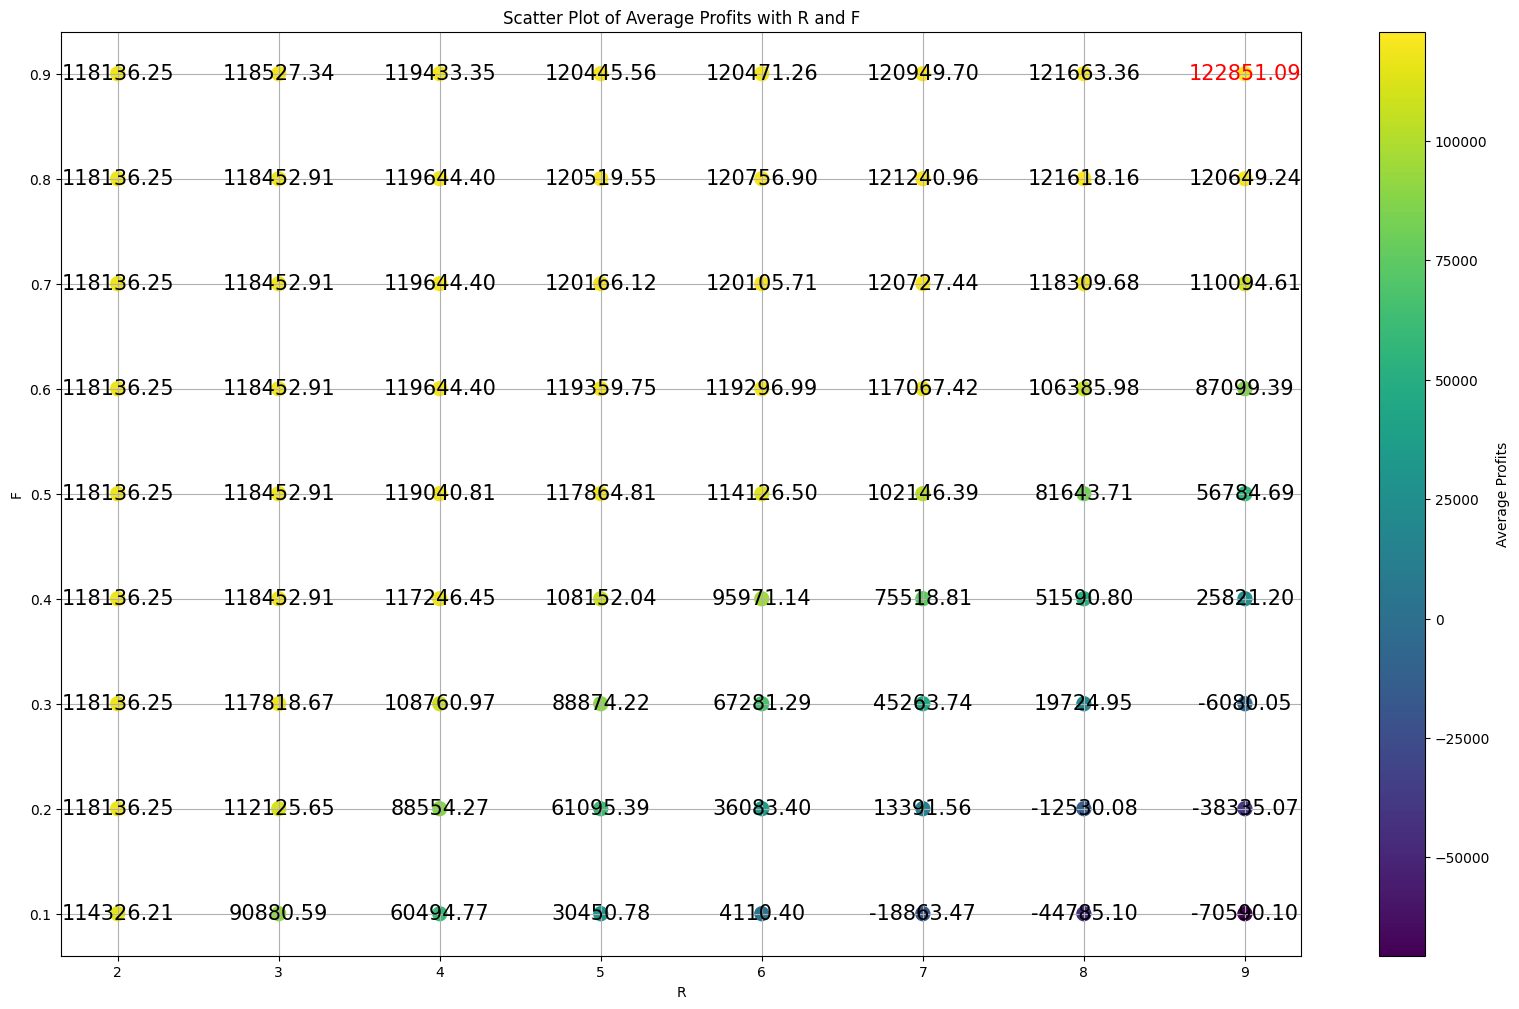 Scatter Plot of Average Profits with R and F
0.9 118136.25 118527.34 119433.35 120445.56 120471.26 120949.70 121663.36 122851.09
0.8 118136.25 118452.91 119644.40 120519.55 120756.90 121240.96 121618.16 120649.24
0.7 118136.25 118452.91 119644.40 120166.12 120105.71 120727.44 118309.68 110094.61
0.6 118136.25 118452.91 119644.40 119359.75 119296.99 117067.42 106385.98 87099.39
0.5 118136.25 118452.91 119040.81 117864.81 114126.50 102146.39 81643.71 56784.69
0.4 118136.25 118452.91 117246.45 108152.04 95971.14 75518.81 51590.80 25821.20
0.3 118136.25 117818.67 108760.97 88874.22 67281.29 45263.74 19724.95 -6080.05
0.2 118136.25 112125.65 88554.27 61095.39 36083.40 13391.56 -38335.07
0.1 114326.21 90880.59 60494.77 30450.78 -18863.47
2 3 4 5 6 7 8 9
R
F
100000
75000
50000
25000
0
−25000
−50000
Average Profits